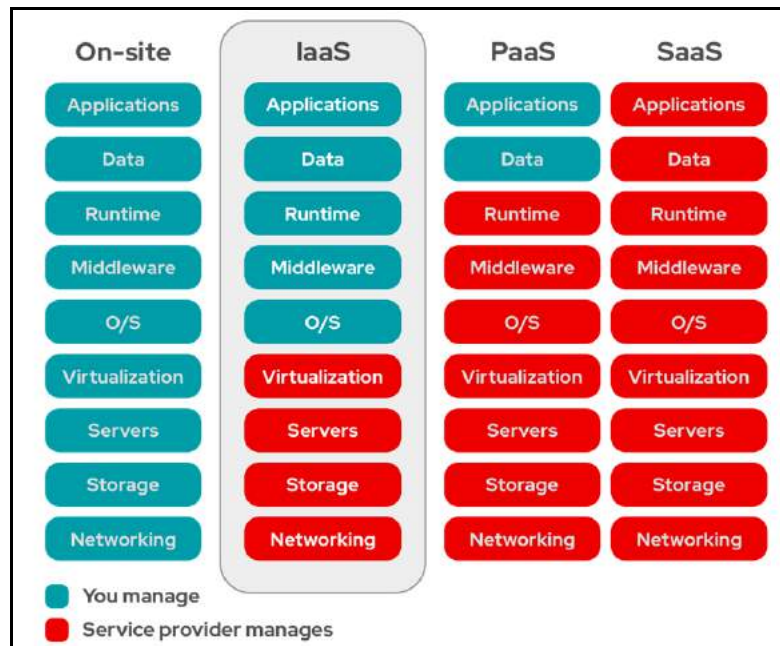 On-site IaaS PaaS SaaS
Applications Applications Applications Applications
Data Data Data Data
Runtime Runtime Runtime Runtime
Middleware Middleware Middleware Middleware
O/S O/S O/S O/S
Virtualization Virtualization Virtualization Virtualization
Servers Servers Servers Servers
Storage Storage Storage Storage
Networking Networking Networking Networking
You manage
Service provider manages